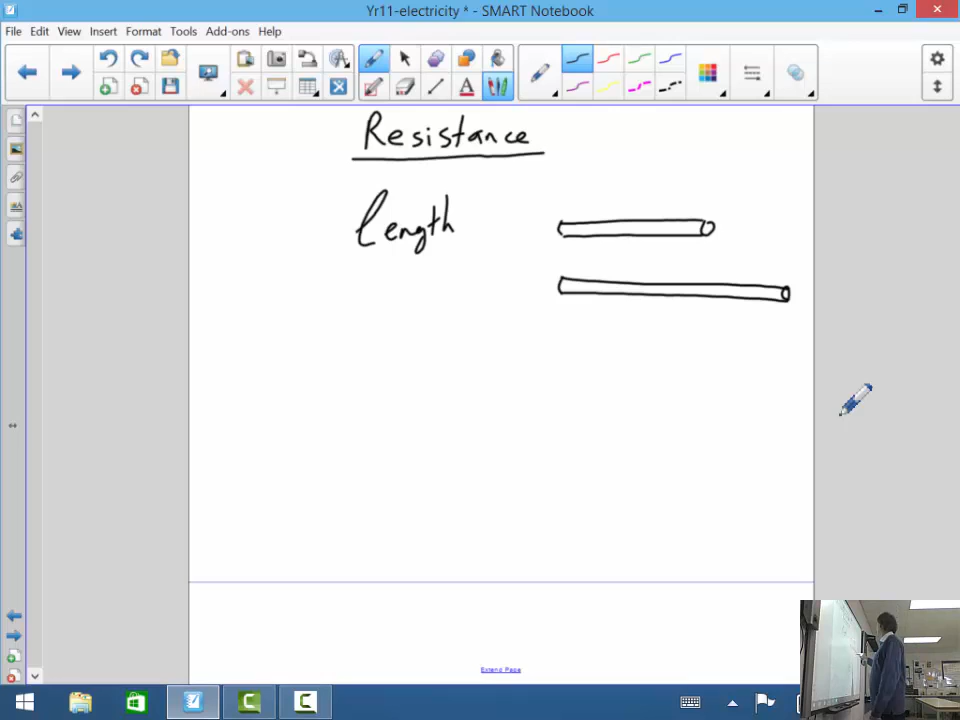 Yr11-electricity * - SMART Notebook
File Edit View Insert Format Tools Add-ons Help
Resistance
length
Extend Page